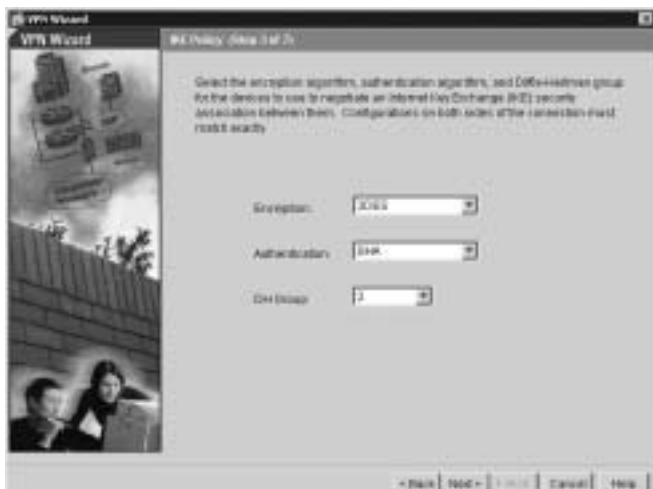 VPN Wizard
VPN Wizard
IKE Policy (Step 3 of 7)
Select the encryption algorithm, authentication algorithm, and Diffie-Hellman group
for the devices to use to negotiate an Internet Key Exchange (IKE) security
association between them. Configurations on both sides of the connection must
match exactly.
Encryption: 3DES
Authentication: SHA
DH Group: 2
< Back Next > Cancel Help